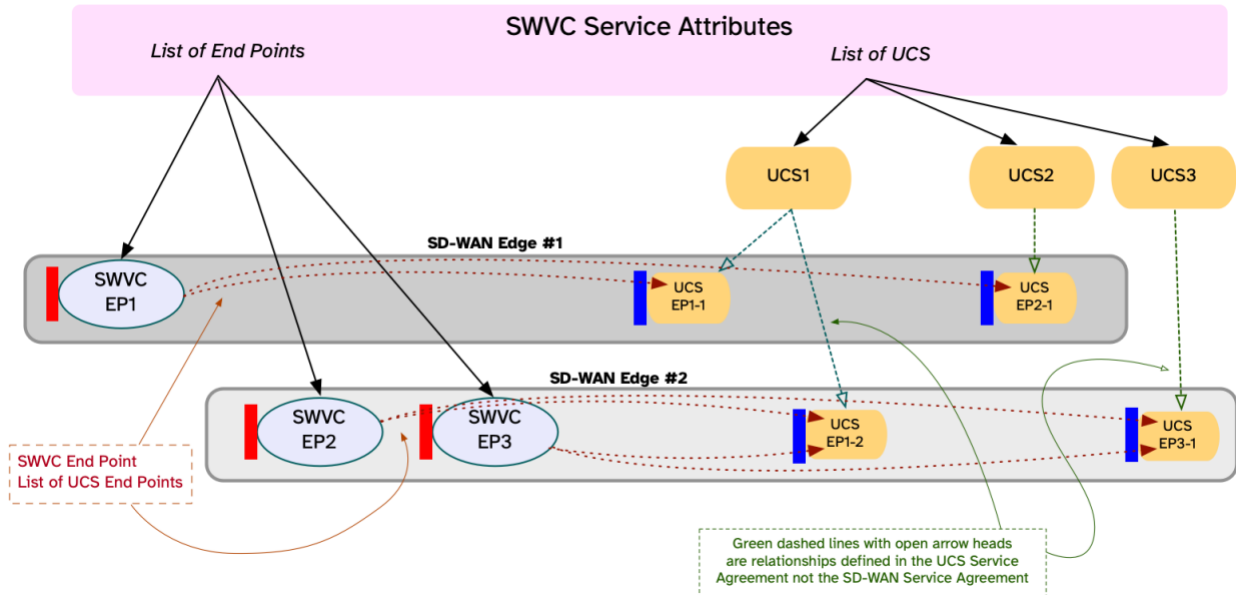 SWVC Service Attributes
List of End Points
List of UCS
UCS1
UCS2
UCS3
SD-WAN Edge #1
SWVC
EP1
UCS
EP1-1
UCS
EP2-1
SD-WAN Edge #2
SWVC
EP2
SWVC
EP3
UCS
EP1-2
UCS
EP3-1
SWVC End Point
List of UCS End Points
Green dashed lines with open arrow heads
are relationships defined in the UCS Service
Agreement not the SD-WAN Service Agreement